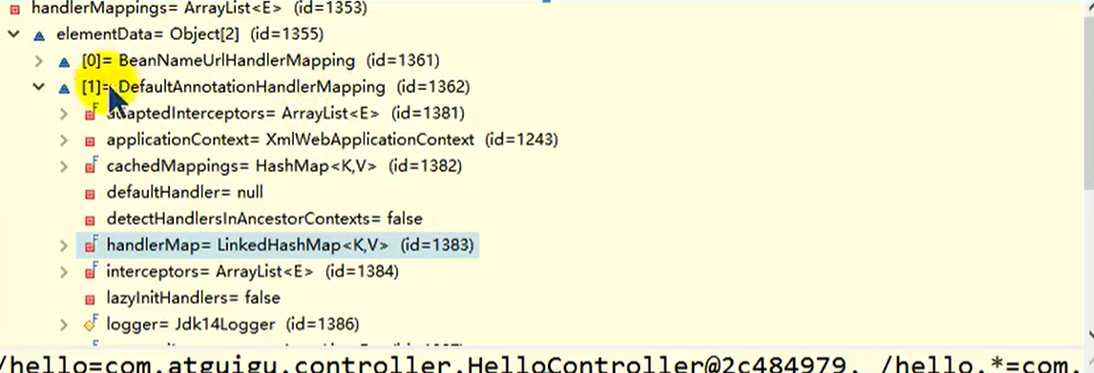 handlerMappings= ArrayList<E> (id=1353)
elementData= Object[2] (id=1355)
[0]= BeanNameUrlHandlerMapping (id=1361)
[1]= DefaultAnnotationHandlerMapping (id=1362)
adaptedInterceptors= ArrayList<E> (id=1381)
applicationContext= XmlWebApplicationContext (id=1243)
cachedMappings= HashMap<K,V> (id=1382)
defaultHandler= null
detectHandlersInAncestorContexts= false
handlerMap= LinkedHashMap<K,V> (id=1383)
interceptors= ArrayList<E> (id=1384)
lazyInitHandlers= false
logger= Jdk14Logger (id=1386)
/hello=com.atguigu.controller.HelloController@2c484979, /hello.*=com.